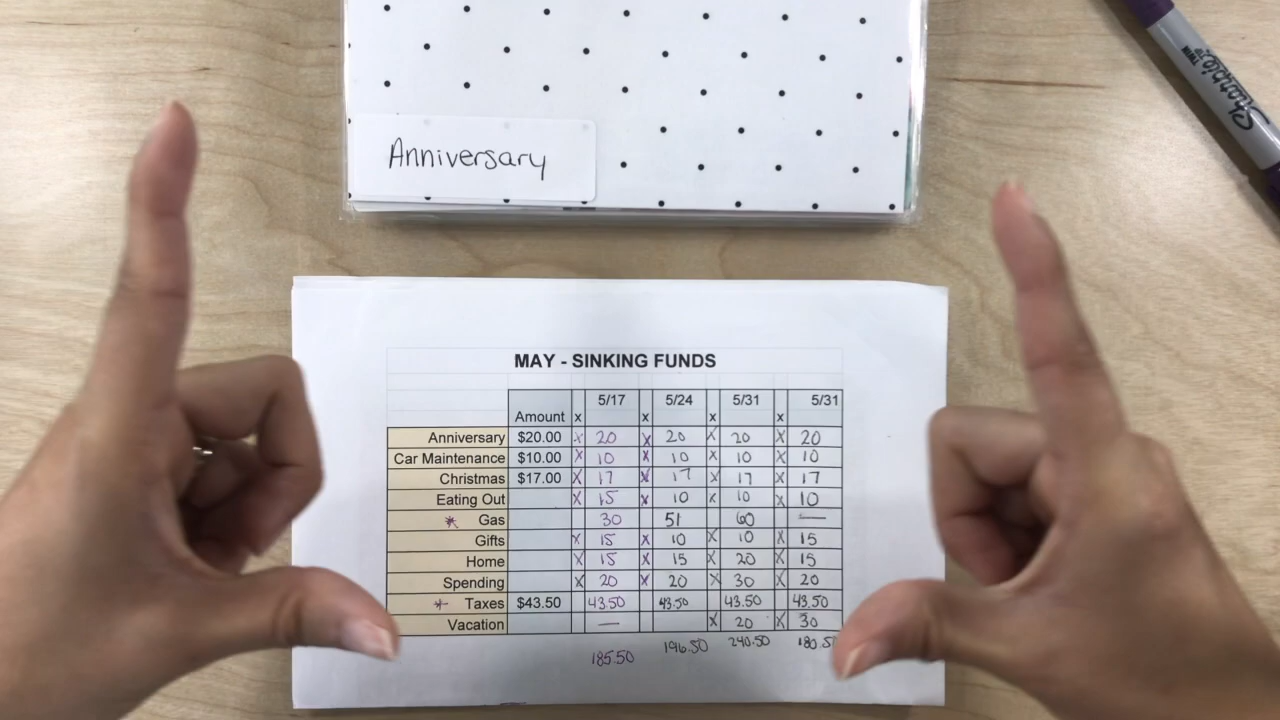 Anniversary
Sharpie
TWIN TIP
MAY - SINKING FUNDS
5/17 5/24 5/31 5/31
Amount x x x x
Anniversary $20.00 x 20 x 20 x 20 x 20
Car Maintenance $10.00 x 10 x 10 x 10 x 10
Christmas $17.00 x 17 x 17 x 17 x 17
Eating Out x 15 x 10 x 10 x 10
* Gas 30 51 60 —
Gifts x 15 x 10 x 10 x 15
Home x 15 x 15 x 20 x 15
Spending x 20 x 20 x 30 x 20
* Taxes $43.50 43.50 43.50 43.50 43.50
Vacation — x 20 x 30
185.50 196.50 240.50 180.5